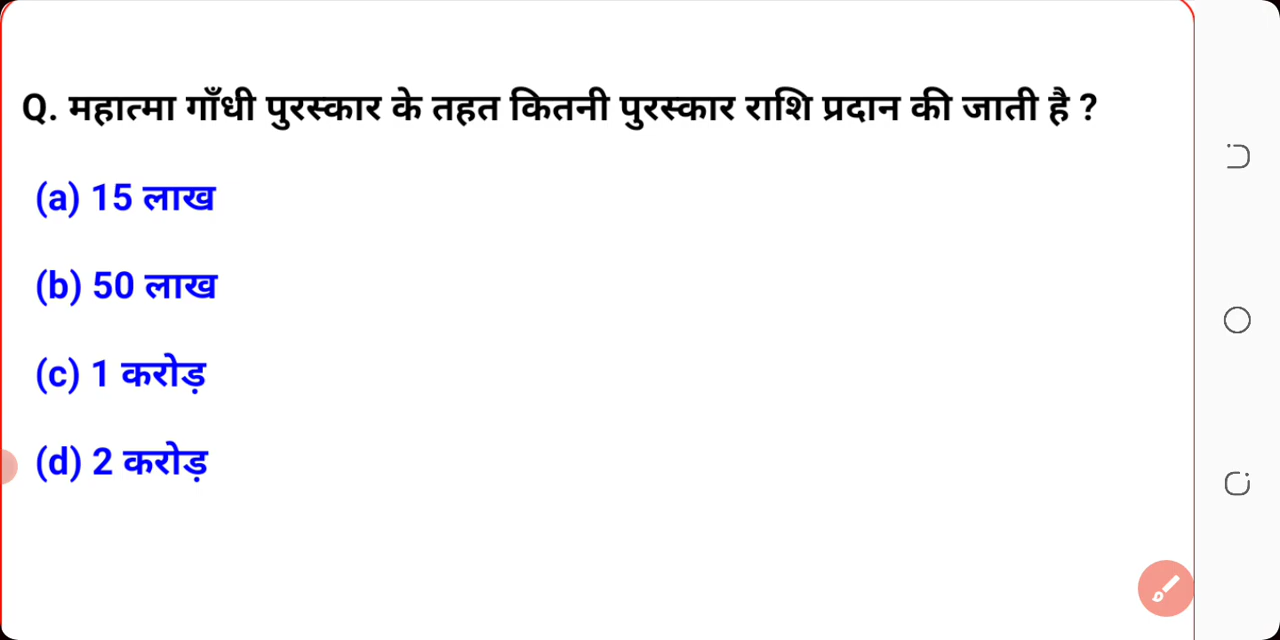 Q. महात्मा गाँधी पुरस्कार के तहत कितनी पुरस्कार राशि प्रदान की जाती है ?
(a) 15 लाख
(b) 50 लाख
(c) 1 करोड़
(d) 2 करोड़